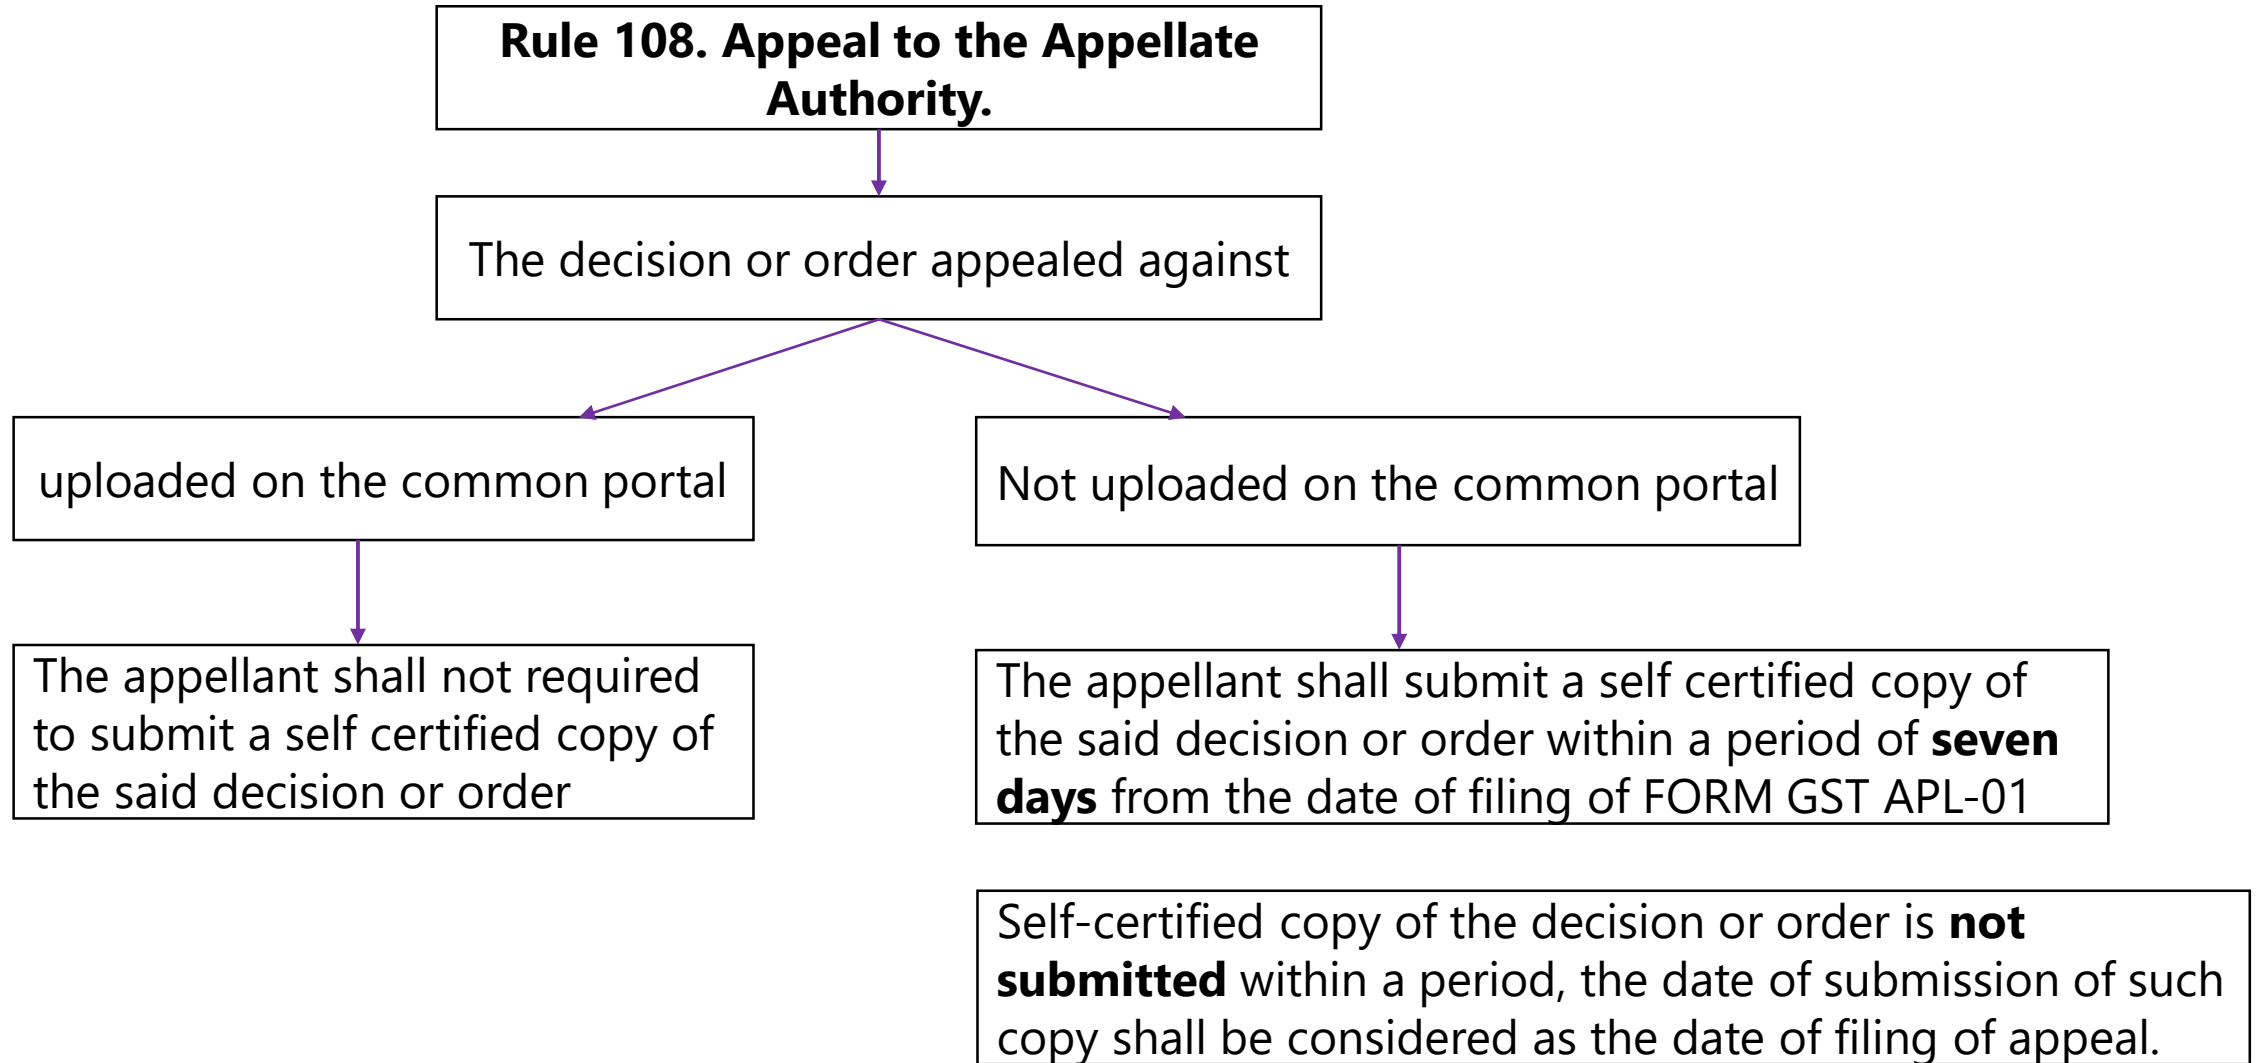 Rule 108. Appeal to the Appellate
Authority.
The decision or order appealed against
uploaded on the common portal
Not uploaded on the common portal
The appellant shall not required
to submit a self certified copy of
the said decision or order
The appellant shall submit a self certified copy of
the said decision or order within a period of seven
days from the date of filing of FORM GST APL-01
Self-certified copy of the decision or order is not
submitted within a period, the date of submission of such
copy shall be considered as the date of filing of appeal.